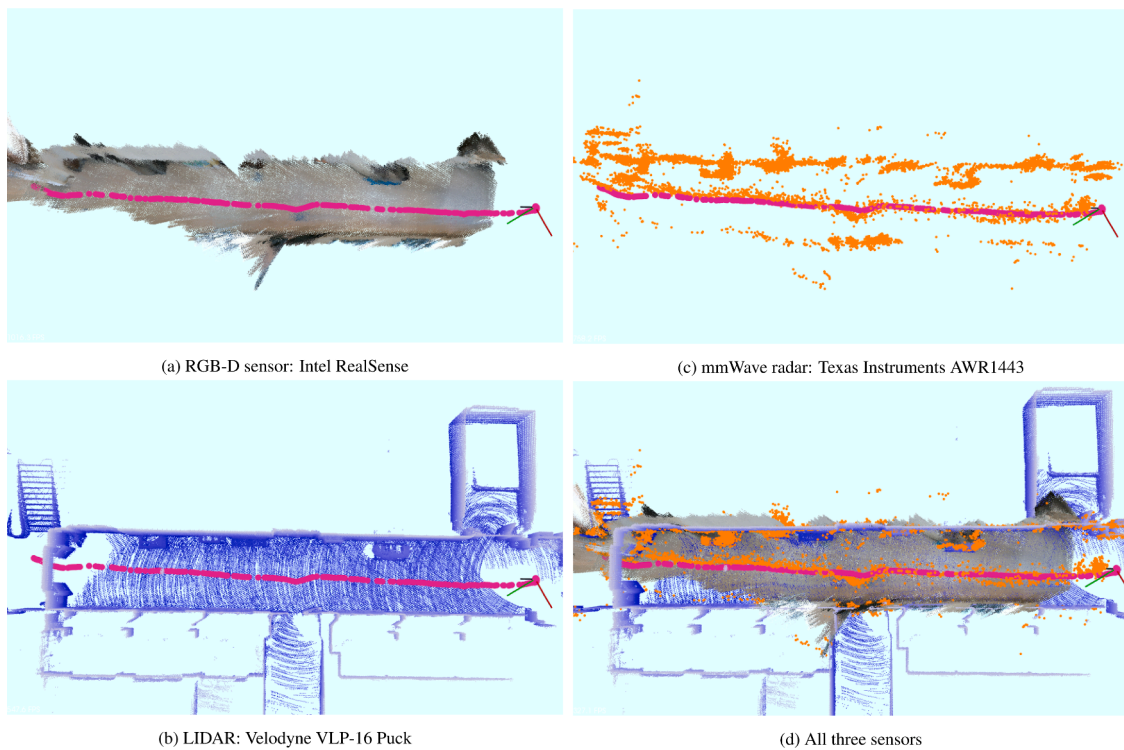 (a) RGB-D sensor: Intel RealSense
(c) mmWave radar: Texas Instruments AWR1443
(b) LIDAR: Velodyne VLP-16 Puck
(d) All three sensors